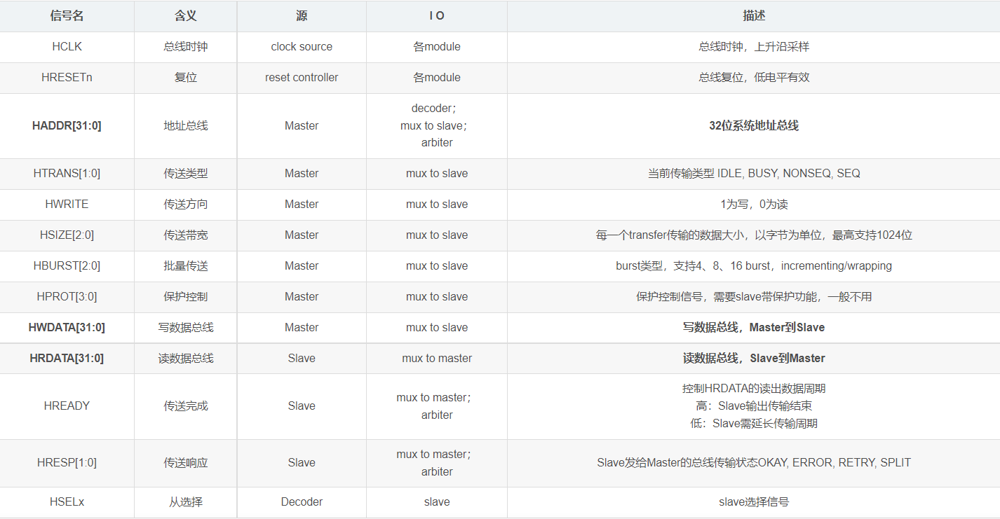 信号名 含义 源 I O 描述
HCLK 总线时钟 clock source 各module 总线时钟，上升沿采样
HRESETn 复位 reset controller 各module 总线复位，低电平有效
HADDR[31:0] 地址总线 Master decoder； mux to slave； arbiter 32位系统地址总线
HTRANS[1:0] 传送类型 Master mux to slave 当前传输类型 IDLE, BUSY, NONSEQ, SEQ
HWRITE 传送方向 Master mux to slave 1为写，0为读
HSIZE[2:0] 传送带宽 Master mux to slave 每一个transfer传输的数据大小，以字节为单位，最高支持1024位
HBURST[2:0] 批量传送 Master mux to slave burst类型，支持4、8、16 burst，incrementing/wrapping
HPROT[3:0] 保护控制 Master mux to slave 保护控制信号，需要slave带保护功能，一般不用
HWDATA[31:0] 写数据总线 Master mux to slave 写数据总线，Master到Slave
HRDATA[31:0] 读数据总线 Slave mux to master 读数据总线，Slave到Master
HREADY 传送完成 Slave mux to master； arbiter 控制HRDATA的读出数据周期
高：Slave输出传输结束
低：Slave需延长传输周期
HRESP[1:0] 传送响应 Slave mux to master； arbiter Slave发给Master的总线传输状态OKAY, ERROR, RETRY, SPLIT
HSELx 从选择 Decoder slave slave选择信号